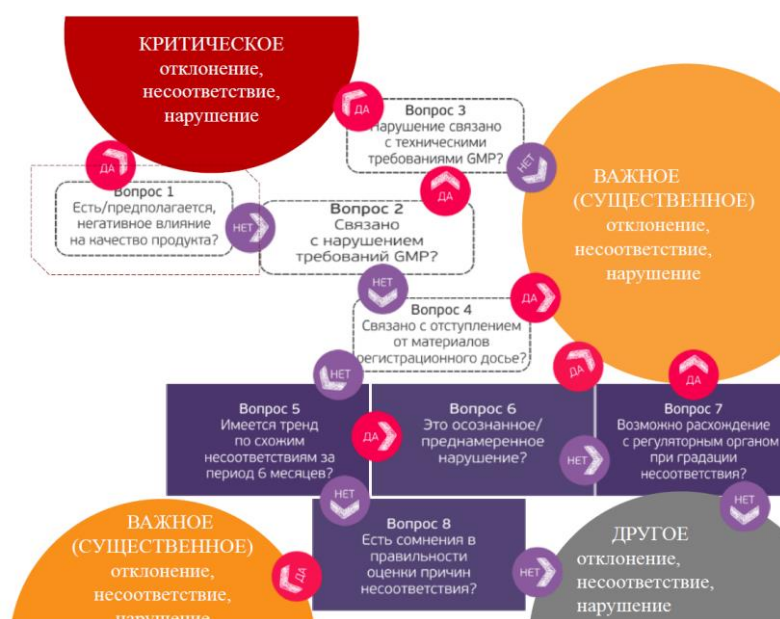 КРИТИЧЕСКОЕ
отклонение,
несоответствие,
нарушение
ДА
Вопрос 3
Нарушение связано
с техническими
требованиями GMP?
НЕТ
ДА
Вопрос 1
Есть/предполагается,
негативное влияние
на качество продукта?
НЕТ
Вопрос 2
Связано
с нарушением
требований GMP?
ДА
ВАЖНОЕ
(СУЩЕСТВЕННОЕ)
отклонение,
несоответствие,
нарушение
НЕТ
Вопрос 4
Связано с отступлением
от материалов
регистрационного досье?
ДА
НЕТ
ДА
ДА
Вопрос 5
Имеется тренд
по схожим
несоответствиям за
период 6 месяцев?
ДА
Вопрос 6
Это осознанное/
преднамеренное
нарушение?
НЕТ
Вопрос 7
Возможно расхождение
с регуляторным органом
при градации
несоответствия?
НЕТ
НЕТ
ВАЖНОЕ
(СУЩЕСТВЕННОЕ)
отклонение,
несоответствие,
нарушение
ДА
Вопрос 8
Есть сомнения в
правильности
оценки причин
несоответствия?
НЕТ
ДРУГОЕ
отклонение,
несоответствие,
нарушение